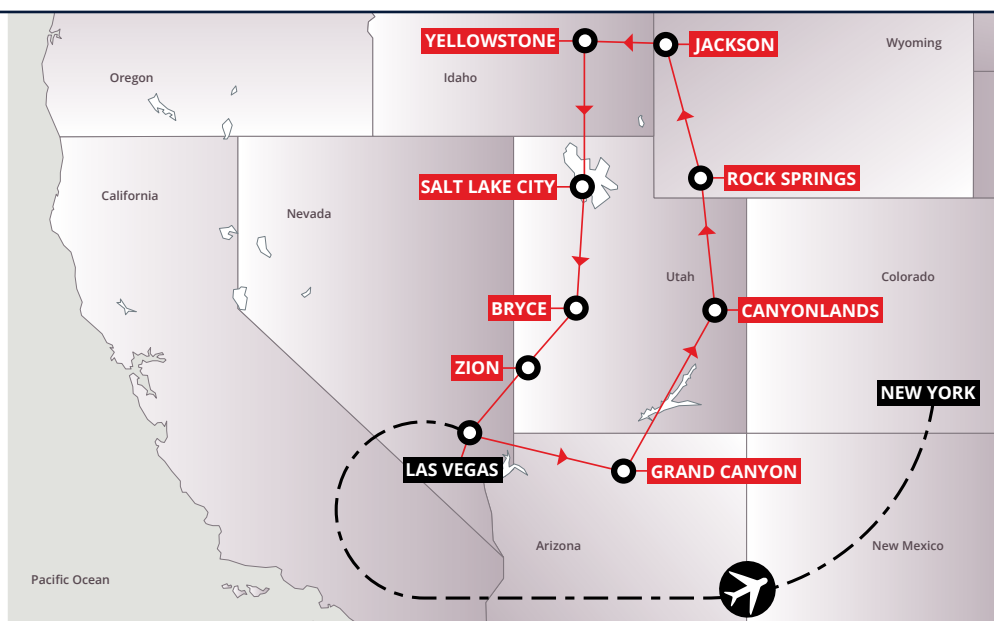 YELLOWSTONE
JACKSON
Wyoming
Oregon
Idaho
SALT LAKE CITY
ROCK SPRINGS
California
Nevada
Utah
Colorado
BRYCE
CANYONLANDS
ZION
NEW YORK
LAS VEGAS
GRAND CANYON
Arizona
New Mexico
Pacific Ocean